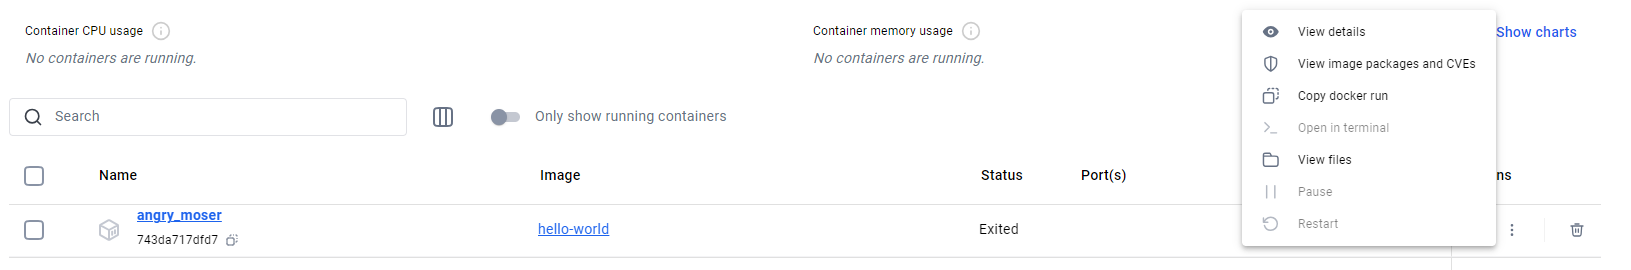 Container CPU usage
No containers are running.
Container memory usage
No containers are running.
Show charts
Search
Only show running containers
Name Image Status Port(s) ns
angry_moser
743da717dfd7
hello-world
Exited
View details
View image packages and CVEs
Copy docker run
Open in terminal
View files
Pause
Restart